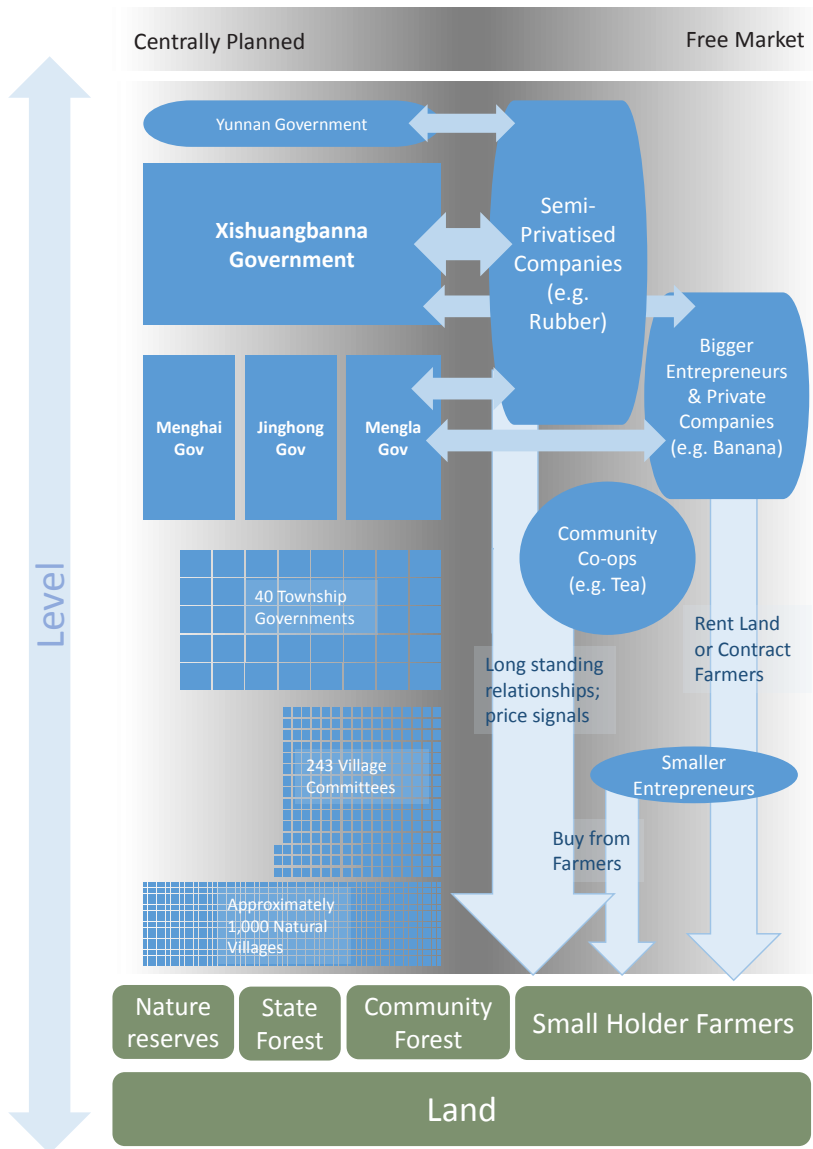 Centrally Planned
Free Market
Level
Yunnan Government
Xishuangbanna
Government
Semi-
Privatised
Companies
(e.g.
Rubber)
Bigger
Entrepreneurs
& Private
Companies
(e.g. Banana)
Menghai
Gov
Jinghong
Gov
Mengla
Gov
Community
Co-ops
(e.g. Tea)
40 Township
Governments
Rent Land
or Contract
Farmers
Long standing
relationships;
price signals
243 Village
Committees
Smaller
Entrepreneurs
Buy from
Farmers
Approximately
1,000 Natural
Villages
Nature
reserves
State
Forest
Community
Forest
Small Holder Farmers
Land